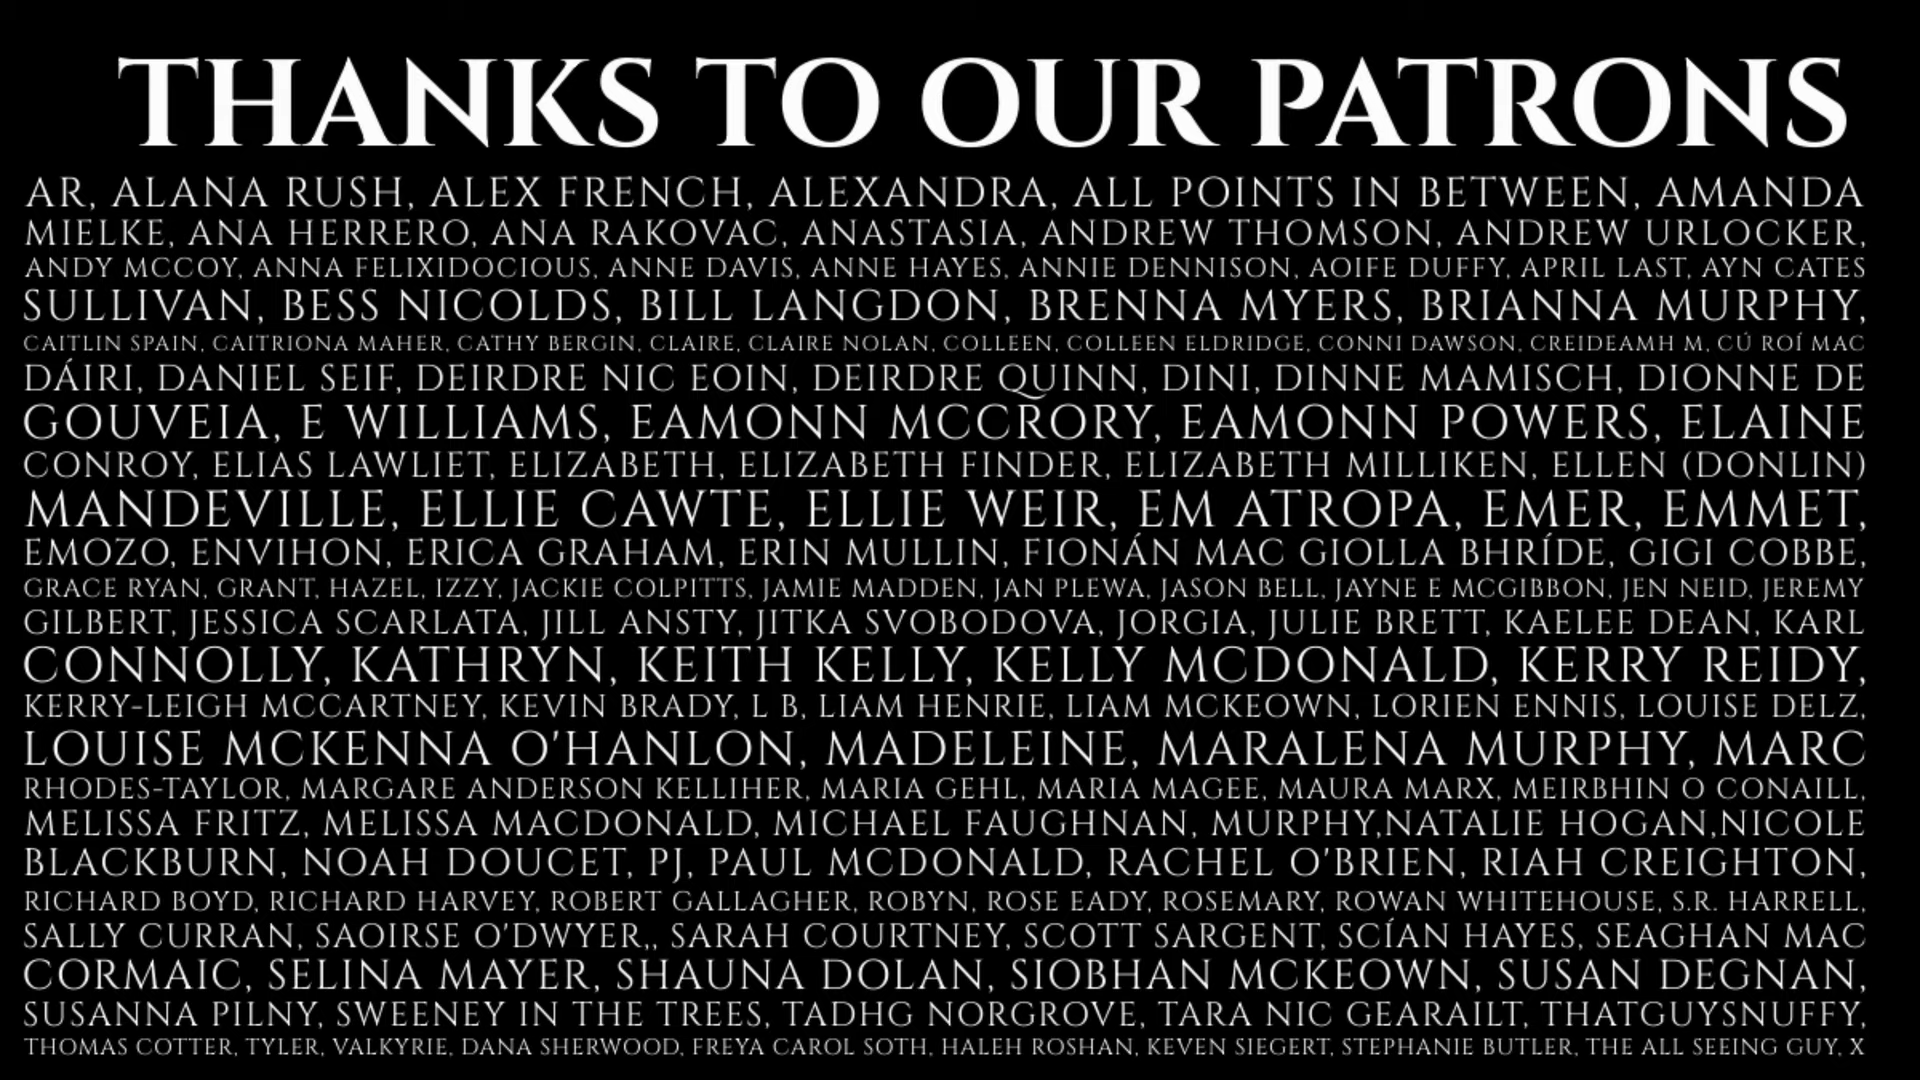 THANKS TO OUR PATRONS
AR, ALANA RUSH, ALEX FRENCH, ALEXANDRA, ALL POINTS IN BETWEEN, AMANDA
MIELKE, ANA HERRERO, ANA RAKOVAC, ANASTASIA, ANDREW THOMSON, ANDREW URLOCKER,
ANDY MCCOY, ANNA FELIXIDOCIOUS, ANNE DAVIS, ANNE HAYES, ANNIE DENNISON, AOIFE DUFFY, APRIL LAST, AYN CATES
SULLIVAN, BESS NICOLDS, BILL LANGDON, BRENNA MYERS, BRIANNA MURPHY,
CAITLIN SPAIN, CAITRIONA MAHER, CATHY BERGIN, CLAIRE, CLAIRE NOLAN, COLLEEN, COLLEEN ELDRIDGE, CONNI DAWSON, CREIDEAMH M, CÚ ROÍ MAC
DÁIRI, DANIEL SEIF, DEIRDRE NIC EOIN, DEIRDRE QUINN, DINI, DINNE MAMISCH, DIONNE DE
GOUVEIA, E WILLIAMS, EAMONN MCCRORY, EAMONN POWERS, ELAINE
CONROY, ELIAS LAWLIET, ELIZABETH, ELIZABETH FINDER, ELIZABETH MILLIKEN, ELLEN (DONLIN)
MANDEVILLE, ELLIE CAWTE, ELLIE WEIR, EM ATROPA, EMER, EMMET,
EMOZO, ENVIHON, ERICA GRAHAM, ERIN MULLIN, FIONÁN MAC GIOLLA BHRÍDE, GIGI COBBE,
GRACE RYAN, GRANT, HAZEL, IZZY, JACKIE COLPITTS, JAMIE MADDEN, JAN PLEWA, JASON BELL, JAYNE E MCGIBBON, JEN NEID, JEREMY
GILBERT, JESSICA SCARLATA, JILL ANSTY, JITKA SVOBODOVA, JORGIA, JULIE BRETT, KAELEE DEAN, KARL
CONNOLLY, KATHRYN, KEITH KELLY, KELLY MCDONALD, KERRY REIDY,
KERRY-LEIGH MCCARTNEY, KEVIN BRADY, L B, LIAM HENRIE, LIAM MCKEOWN, LORIEN ENNIS, LOUISE DELZ,
LOUISE MCKENNA O'HANLON, MADELEINE, MARALENA MURPHY, MARC
RHODES-TAYLOR, MARGARE ANDERSON KELLIHER, MARIA GEHL, MARIA MAGEE, MAURA MARX, MEIRBHIN O CONAILL,
MELISSA FRITZ, MELISSA MACDONALD, MICHAEL FAUGHNAN, MURPHY,NATALIE HOGAN,NICOLE
BLACKBURN, NOAH DOUCET, PJ, PAUL MCDONALD, RACHEL O'BRIEN, RIAH CREIGHTON,
RICHARD BOYD, RICHARD HARVEY, ROBERT GALLAGHER, ROBYN, ROSE EADY, ROSEMARY, ROWAN WHITEHOUSE, S.R. HARRELL,
SALLY CURRAN, SAOIRSE O'DWYER,, SARAH COURTNEY, SCOTT SARGENT, SCÍAN HAYES, SEAGHAN MAC
CORMAIC, SELINA MAYER, SHAUNA DOLAN, SIOBHAN MCKEOWN, SUSAN DEGNAN,
SUSANNA PILNY, SWEENEY IN THE TREES, TADHG NORGROVE, TARA NIC GEARAILT, THATGUYSNUFFY,
THOMAS COTTER, TYLER, VALKYRIE, DANA SHERWOOD, FREYA CAROL SOTH, HALEH ROSHAN, KEVEN SIEGERT, STEPHANIE BUTLER, THE ALL SEEING GUY, X